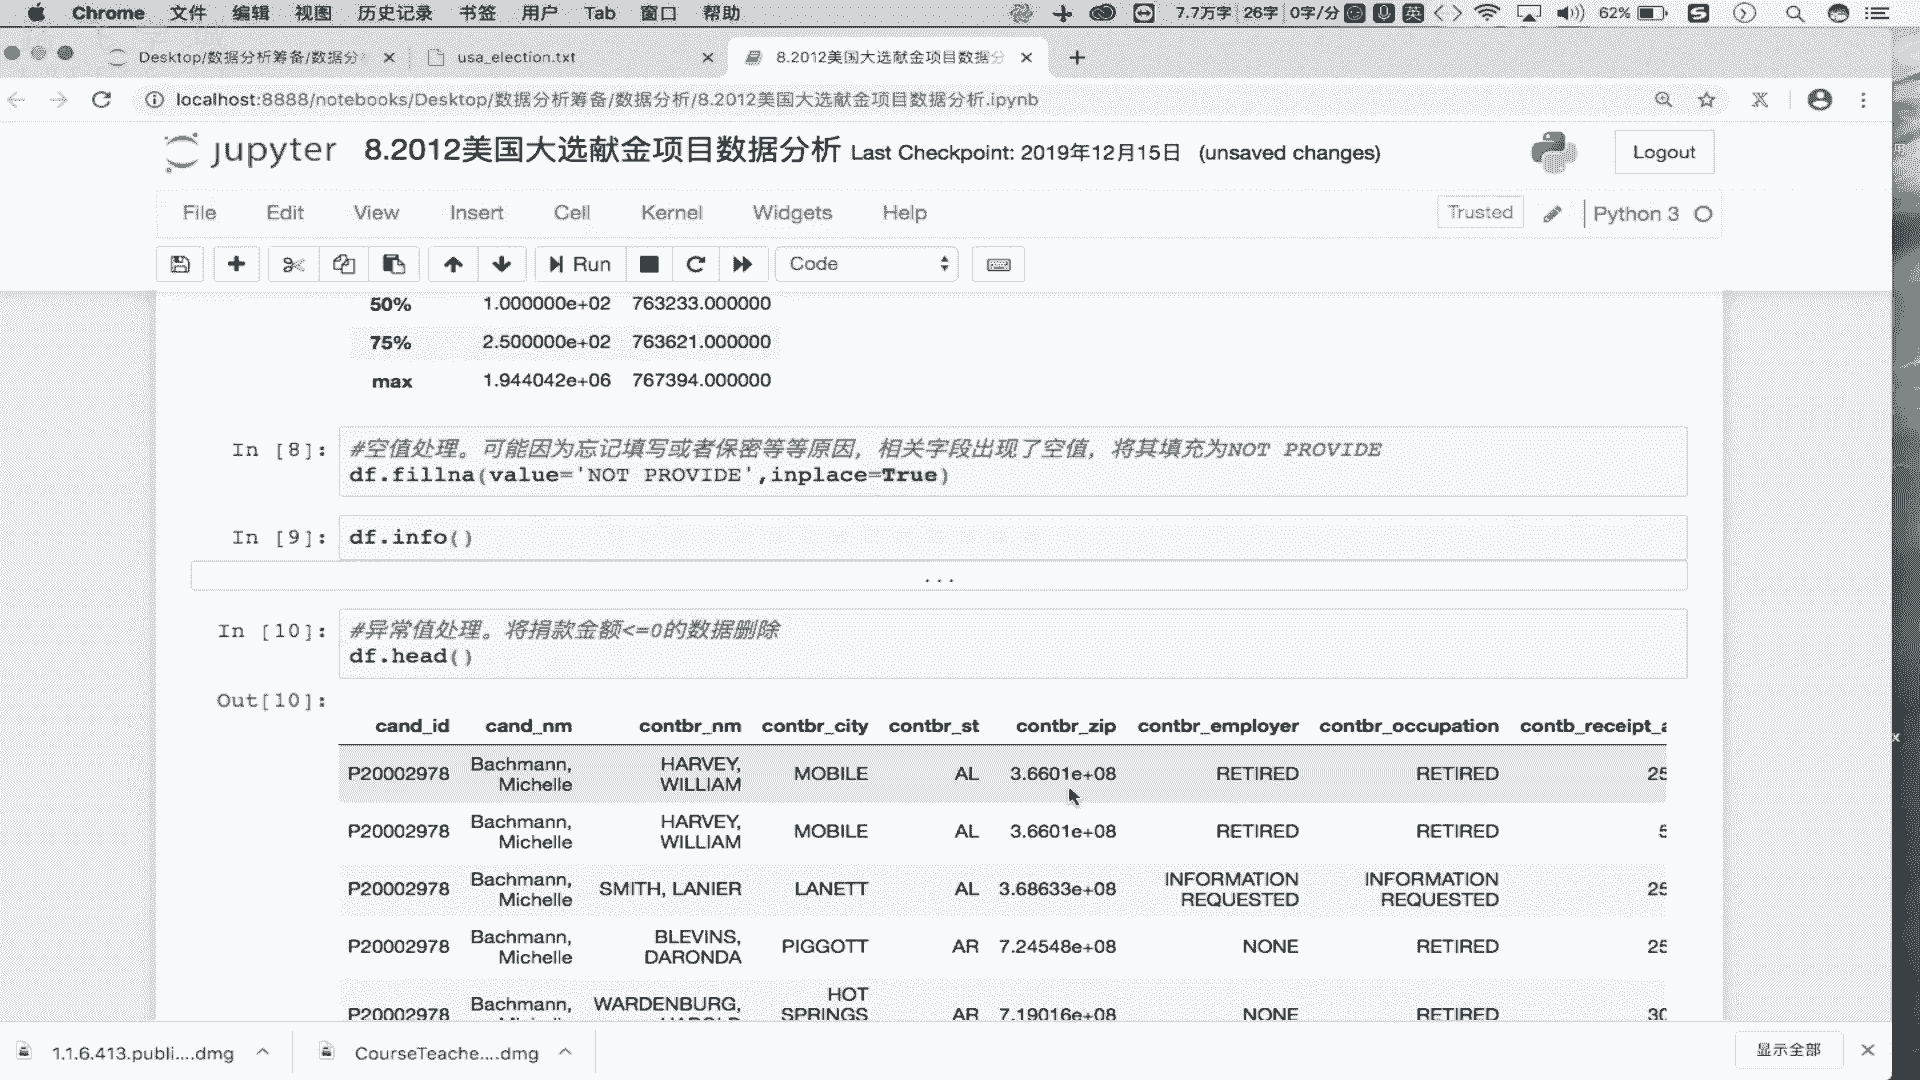 Chrome 文件 编辑 视图 历史记录 书签 用户 Tab 窗口 帮助 7.7万字 26字 0字/分 英 62%
Desktop/数据分析筹备/数据分 usa_election.txt 8.2012美国大选献金项目数据分
localhost:8888/notebooks/Desktop/数据分析筹备/数据分析/8.2012美国大选献金项目数据分析.ipynb
jupyter 8.2012美国大选献金项目数据分析 Last Checkpoint: 2019年12月15日 (unsaved changes) Logout
File Edit View Insert Cell Kernel Widgets Help Trusted Python 3
Run Code
50% 1.000000e+02 763233.000000
75% 2.500000e+02 763621.000000
max 1.944042e+06 767394.000000
In [8]: #空值处理。可能因为忘记填写或者保密等等原因，相关字段出现了空值，将其填充为NOT PROVIDE
df.fillna(value='NOT PROVIDE',inplace=True)
In [9]: df.info()
...
In [10]: #异常值处理。将捐款金额<=0的数据删除
df.head()
Out[10]:
cand_id cand_nm contbr_nm contbr_city contbr_st contbr_zip contbr_employer contbr_occupation contb_receipt_a
P20002978 Bachmann, Michelle HARVEY, WILLIAM MOBILE AL 3.6601e+08 RETIRED RETIRED 25
P20002978 Bachmann, Michelle HARVEY, WILLIAM MOBILE AL 3.6601e+08 RETIRED RETIRED 5
P20002978 Bachmann, Michelle SMITH, LANIER LANETT AL 3.68633e+08 INFORMATION REQUESTED INFORMATION REQUESTED 25
P20002978 Bachmann, Michelle BLEVINS, DARONDA PIGGOTT AR 7.24548e+08 NONE RETIRED 25
P20002978 Bachmann, WARDENBURG, HOT SPRINGS AR 7.19016e+08 NONE RETIRED 30
1.1.6.413.publi....dmg CourseTeache....dmg 显示全部